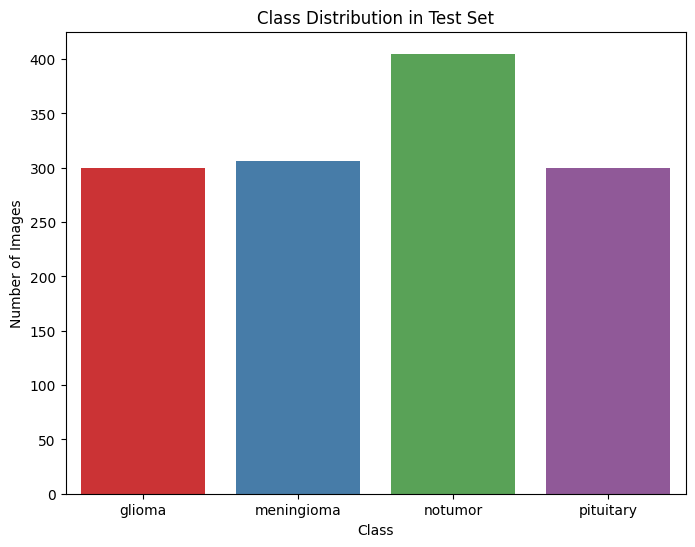 Class Distribution in Test Set
Number of Images
400
350
300
250
200
150
100
50
0
glioma meningioma notumor pituitary
Class